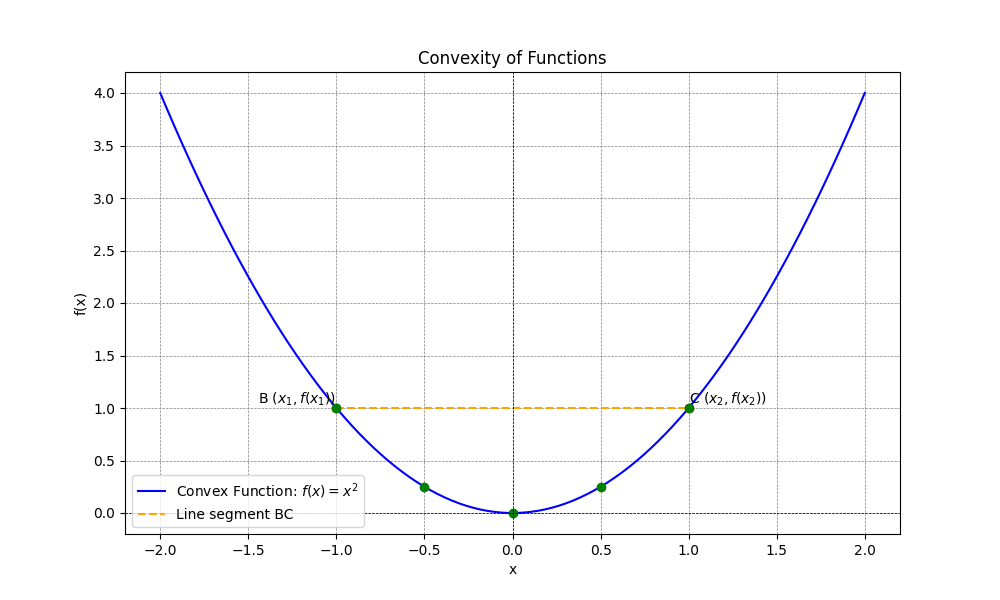 Convexity of Functions
f(x)
4.0
3.5
3.0
2.5
2.0
1.5
1.0
0.5
0.0
B (x₁, f(x₁))
C (x₂, f(x₂))
Convex Function: f(x) = x²
Line segment BC
−2.0 −1.5 −1.0 −0.5 0.0 0.5 1.0 1.5 2.0
x